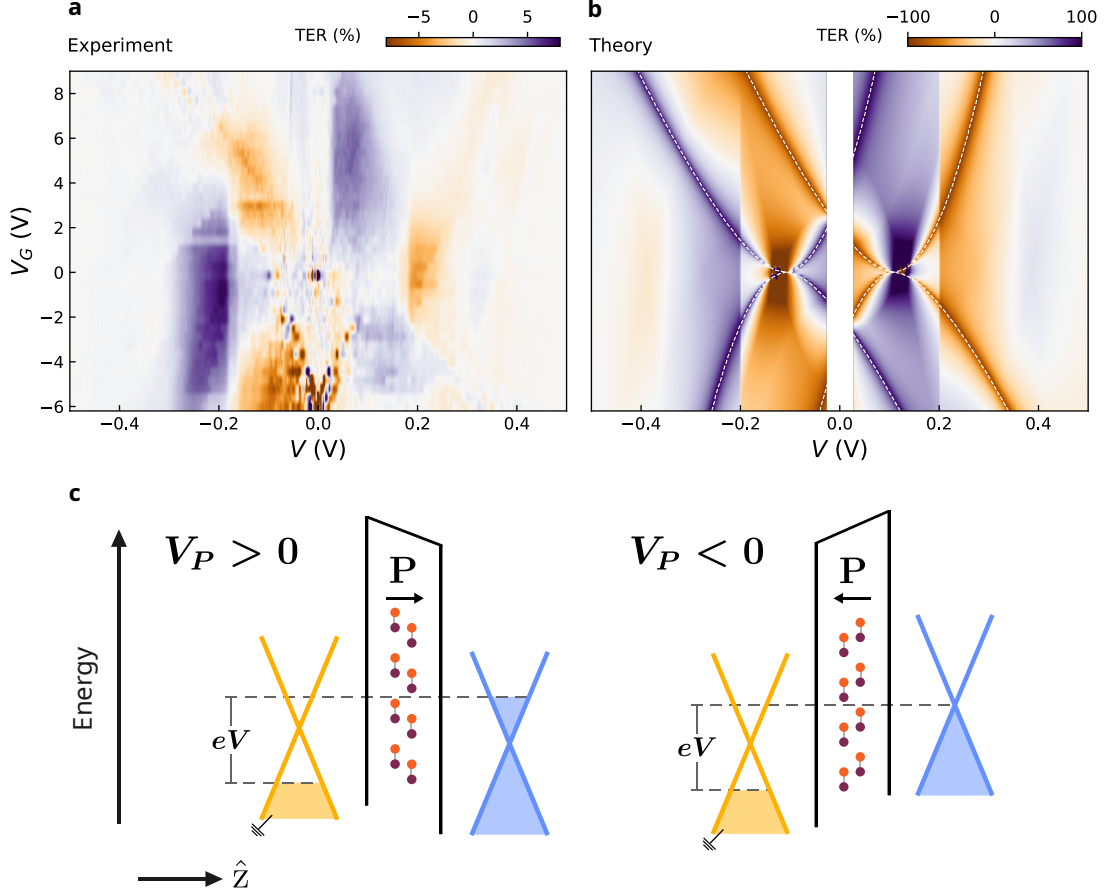 a
Experiment
TER (%)
−5 0 5
8
6
4
2
0
−2
−4
−6
V_G (V)
−0.4 −0.2 0.0 0.2 0.4
V (V)
b
Theory
TER (%)
−100 0 100
−0.4 −0.2 0.0 0.2 0.4
V (V)
c
Energy
V_P > 0
P
eV
ẑ
V_P < 0
P
eV